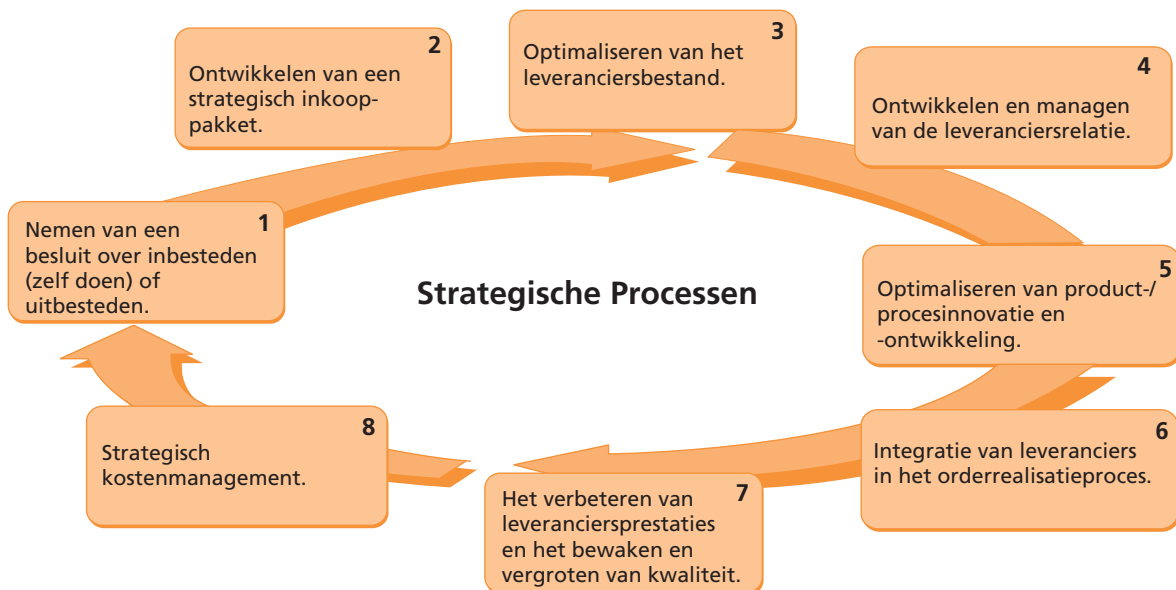 1
Nemen van een
besluit over inbesteden
(zelf doen) of
uitbesteden.
2
Ontwikkelen van een
strategisch inkoop-
pakket.
3
Optimaliseren van het
leveranciersbestand.
4
Ontwikkelen en managen
van de leveranciersrelatie.
5
Optimaliseren van product-/
procesinnovatie en
-ontwikkeling.
6
Integratie van leveranciers
in het orderrealisatieproces.
7
Het verbeteren van
leveranciersprestaties
en het bewaken en
vergroten van kwaliteit.
8
Strategisch
kostenmanagement.
Strategische Processen